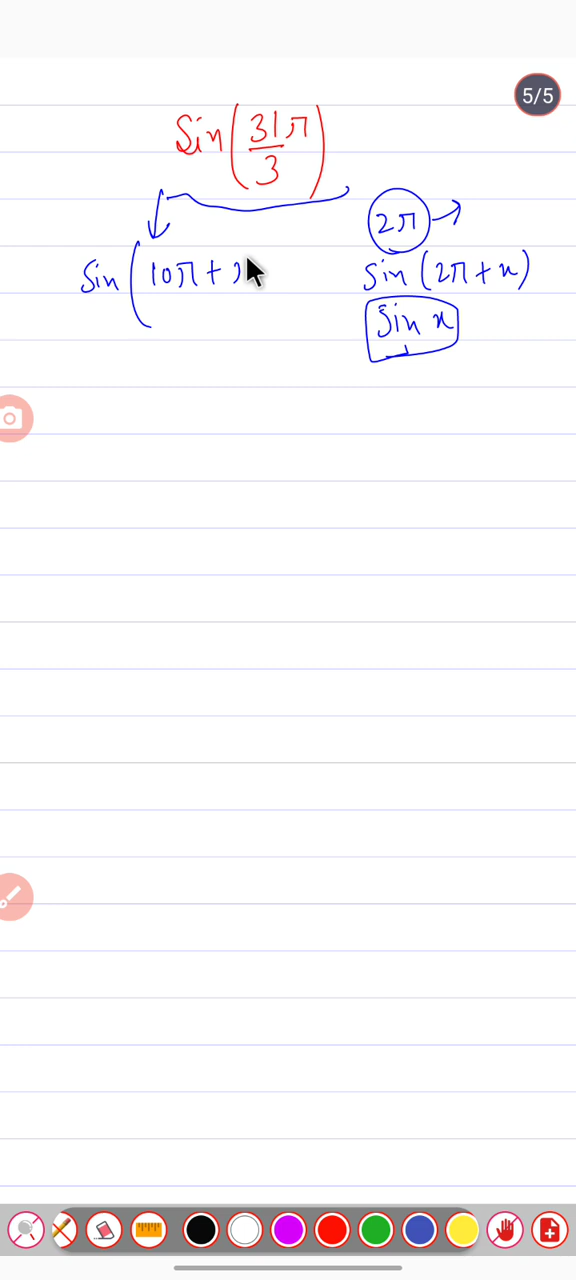 5/5
Sin(31π/3)
2π →
Sin(10π +
Sin(2π + x)
Sin x